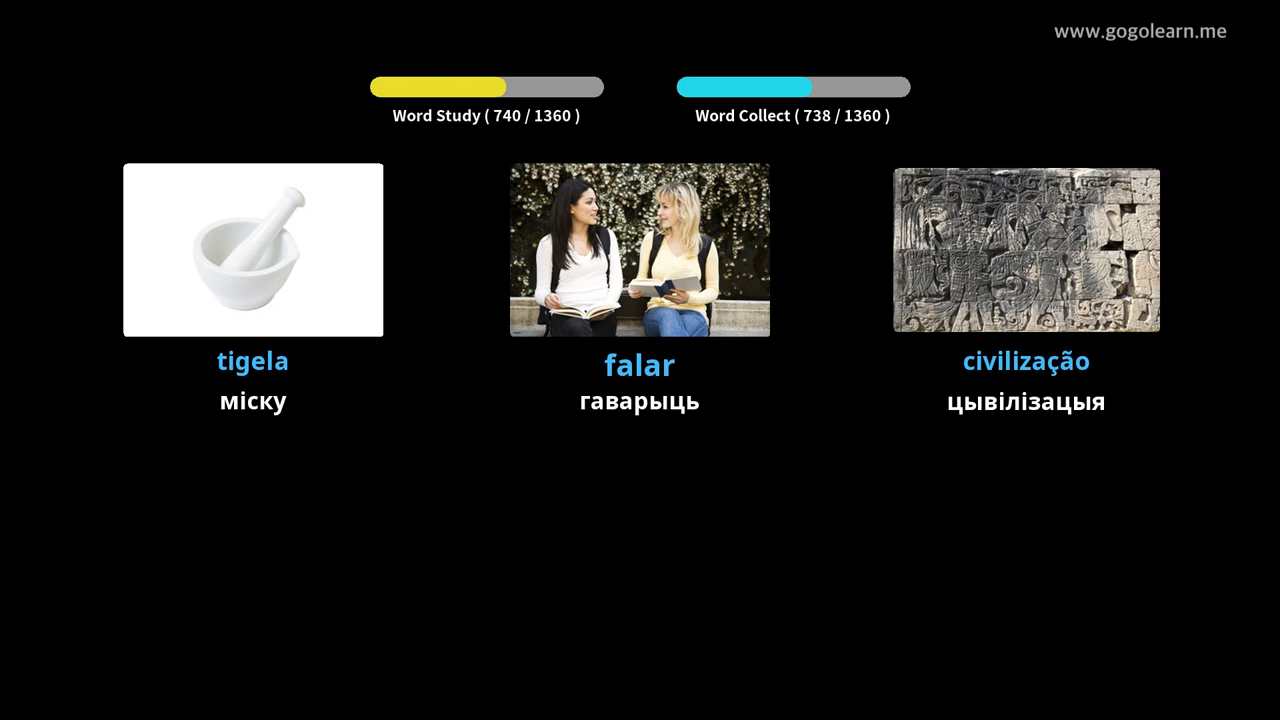 www.gogolearn.me
Word Study ( 740 / 1360 )
Word Collect ( 738 / 1360 )
tigela
міску
falar
гаварыць
civilização
цывілізацыя